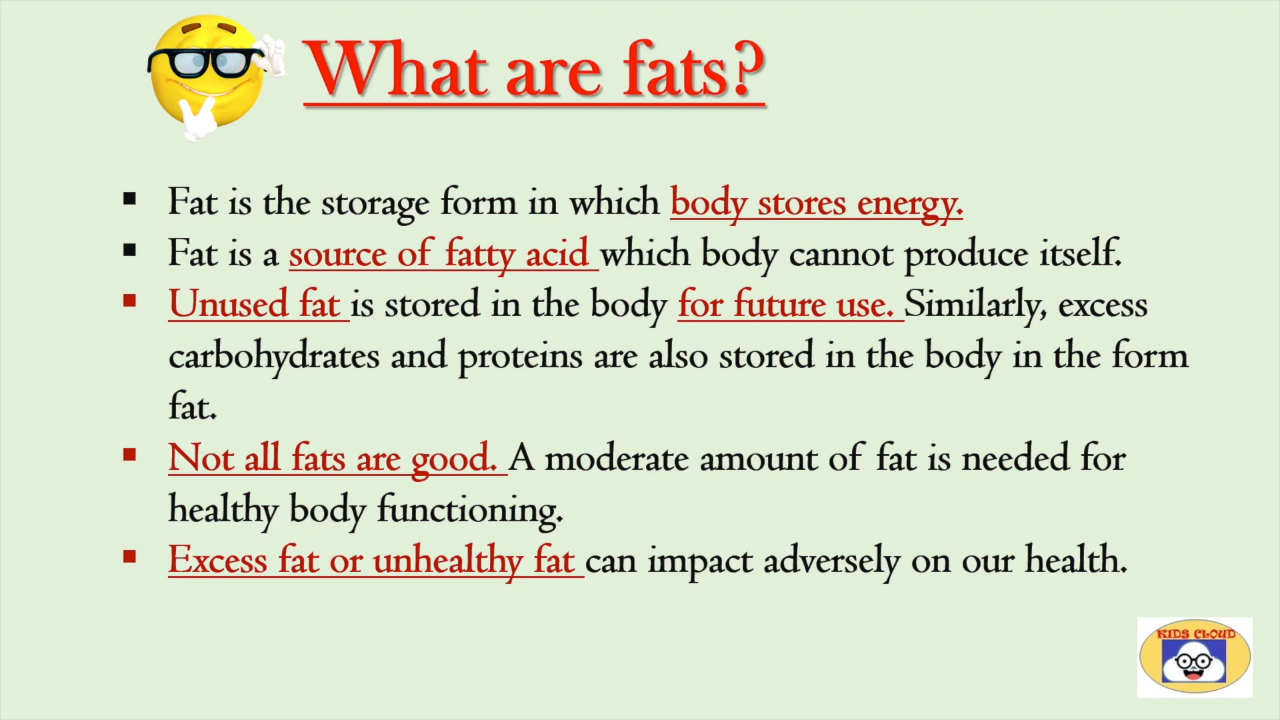 What are fats?
▪ Fat is the storage form in which body stores energy.
▪ Fat is a source of fatty acid which body cannot produce itself.
▪ Unused fat is stored in the body for future use. Similarly, excess
carbohydrates and proteins are also stored in the body in the form
fat.
▪ Not all fats are good. A moderate amount of fat is needed for
healthy body functioning.
▪ Excess fat or unhealthy fat can impact adversely on our health.
KIDS CLOUD